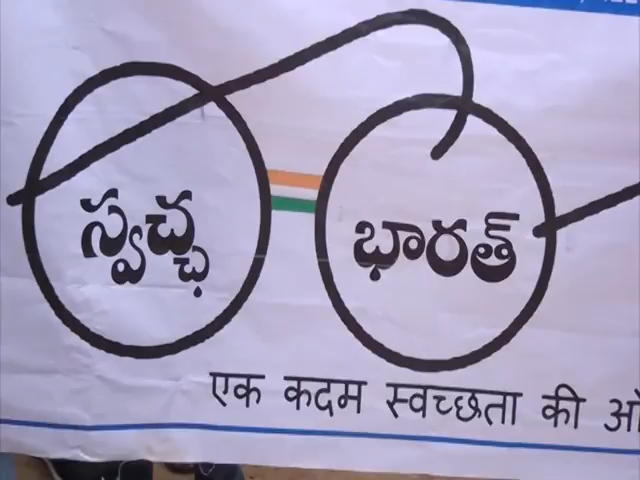 స్వచ్ఛ భారత్
एक कदम स्वच्छता की